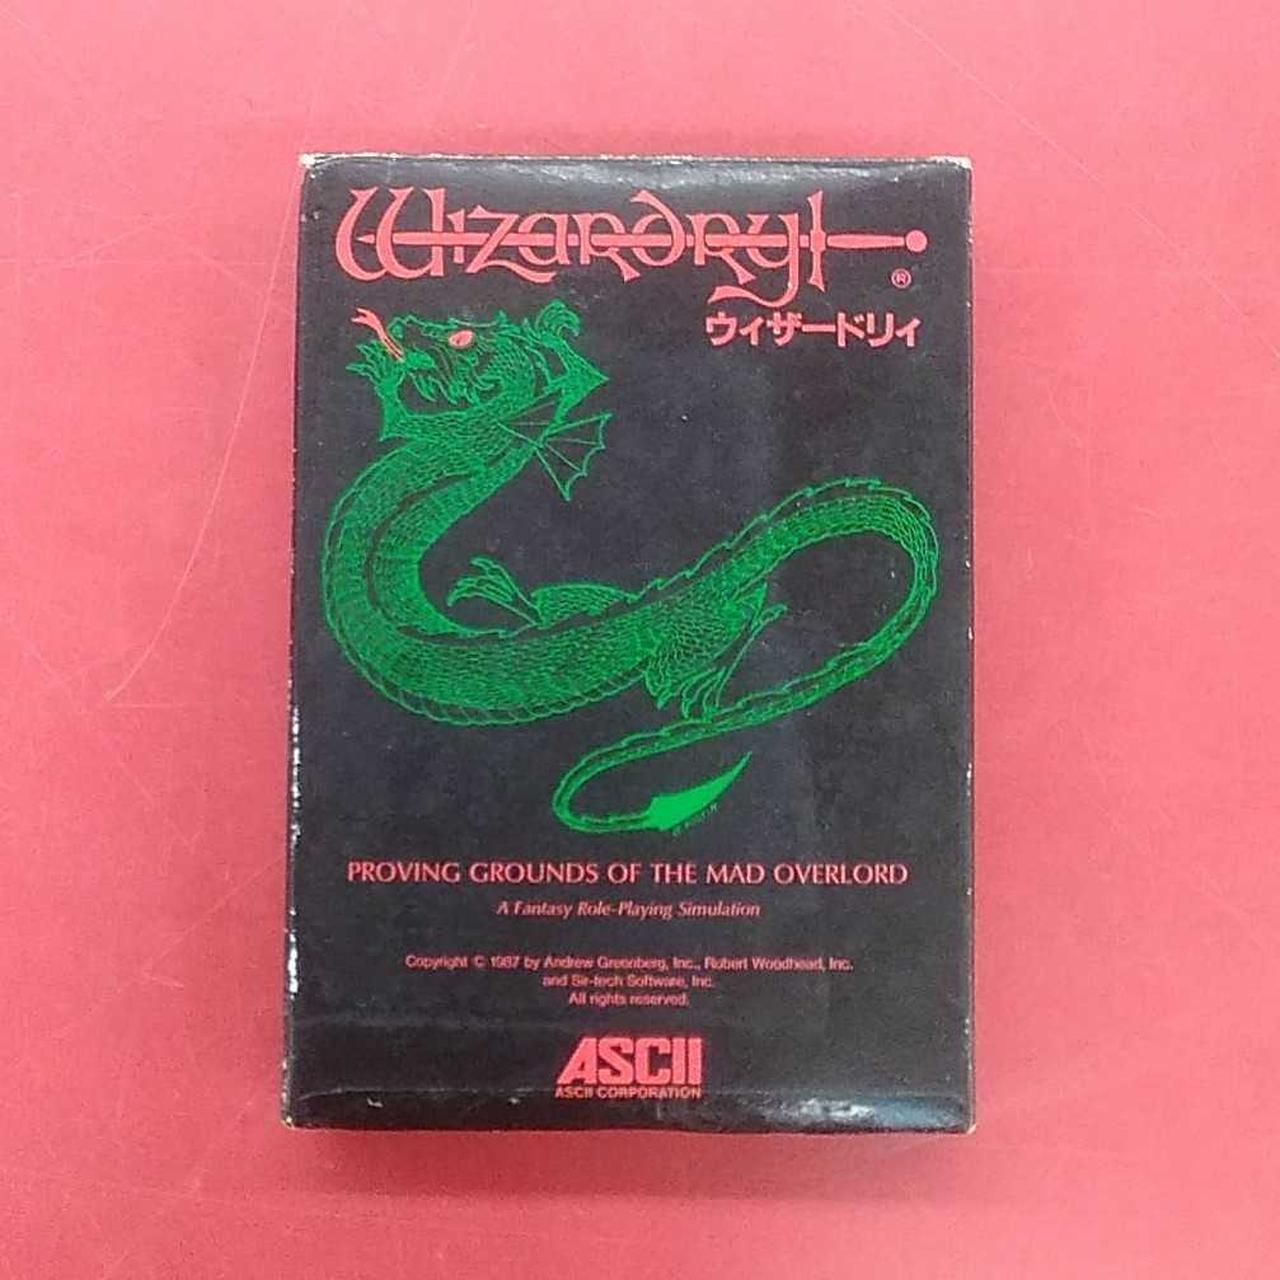 Wizardry
®
ウィザードリィ
PROVING GROUNDS OF THE MAD OVERLORD
A Fantasy Role-Playing Simulation
Copyright © 1987 by Andrew Greenberg, Inc., Robert Woodhead, Inc.
and Sir-tech Software, Inc.
All rights reserved.
ASCII
ASCII CORPORATION